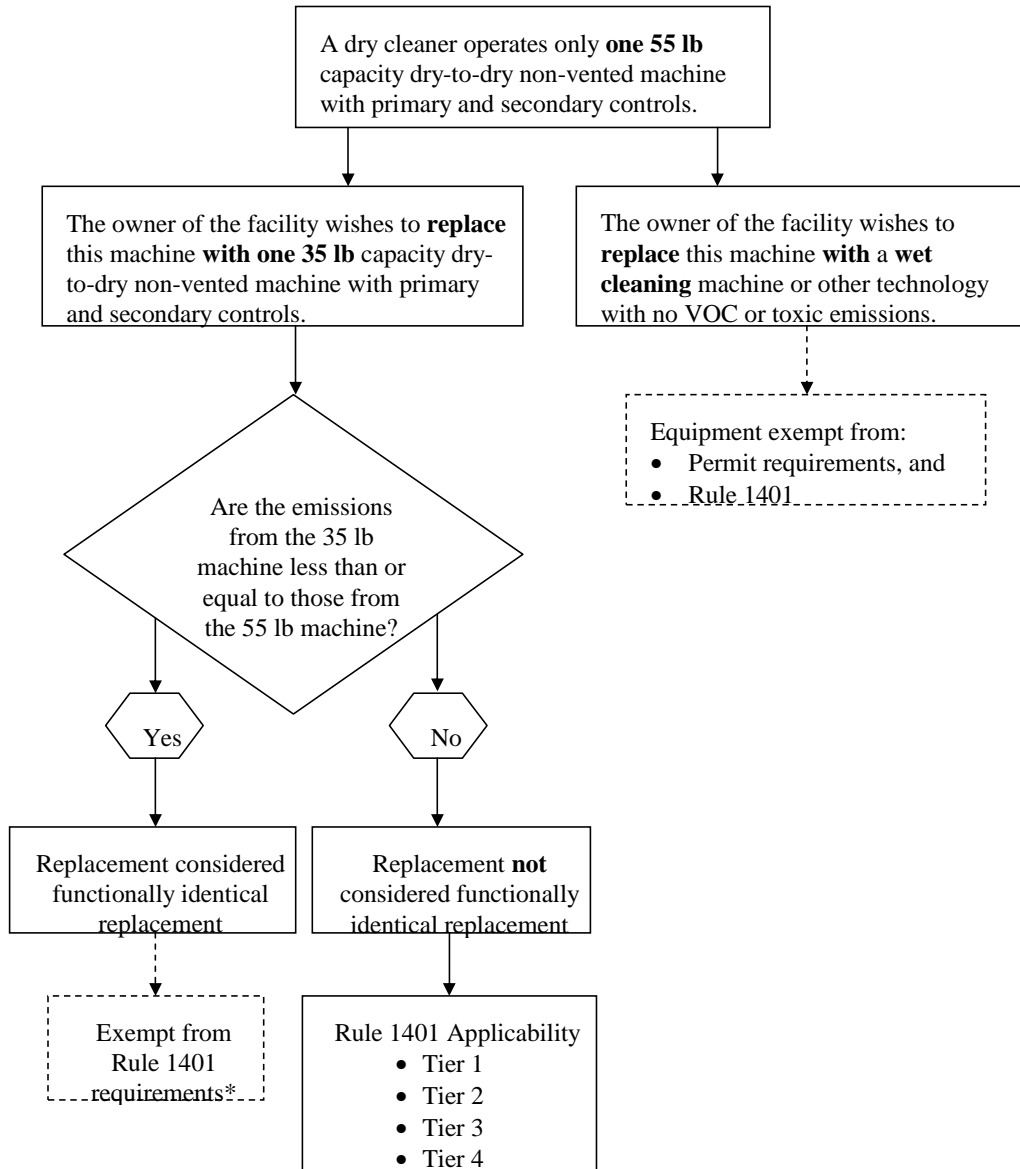 A dry cleaner operates only one 55 lb
capacity dry-to-dry non-vented machine
with primary and secondary controls.
The owner of the facility wishes to replace
this machine with one 35 lb capacity dry-
to-dry non-vented machine with primary
and secondary controls.
The owner of the facility wishes to
replace this machine with a wet
cleaning machine or other technology
with no VOC or toxic emissions.
Equipment exempt from:
• Permit requirements, and
• Rule 1401
Are the emissions
from the 35 lb
machine less than or
equal to those from
the 55 lb machine?
Yes
No
Replacement considered
functionally identical
replacement
Replacement not
considered functionally
identical replacement
Exempt from
Rule 1401
requirements*
Rule 1401 Applicability
• Tier 1
• Tier 2
• Tier 3
• Tier 4